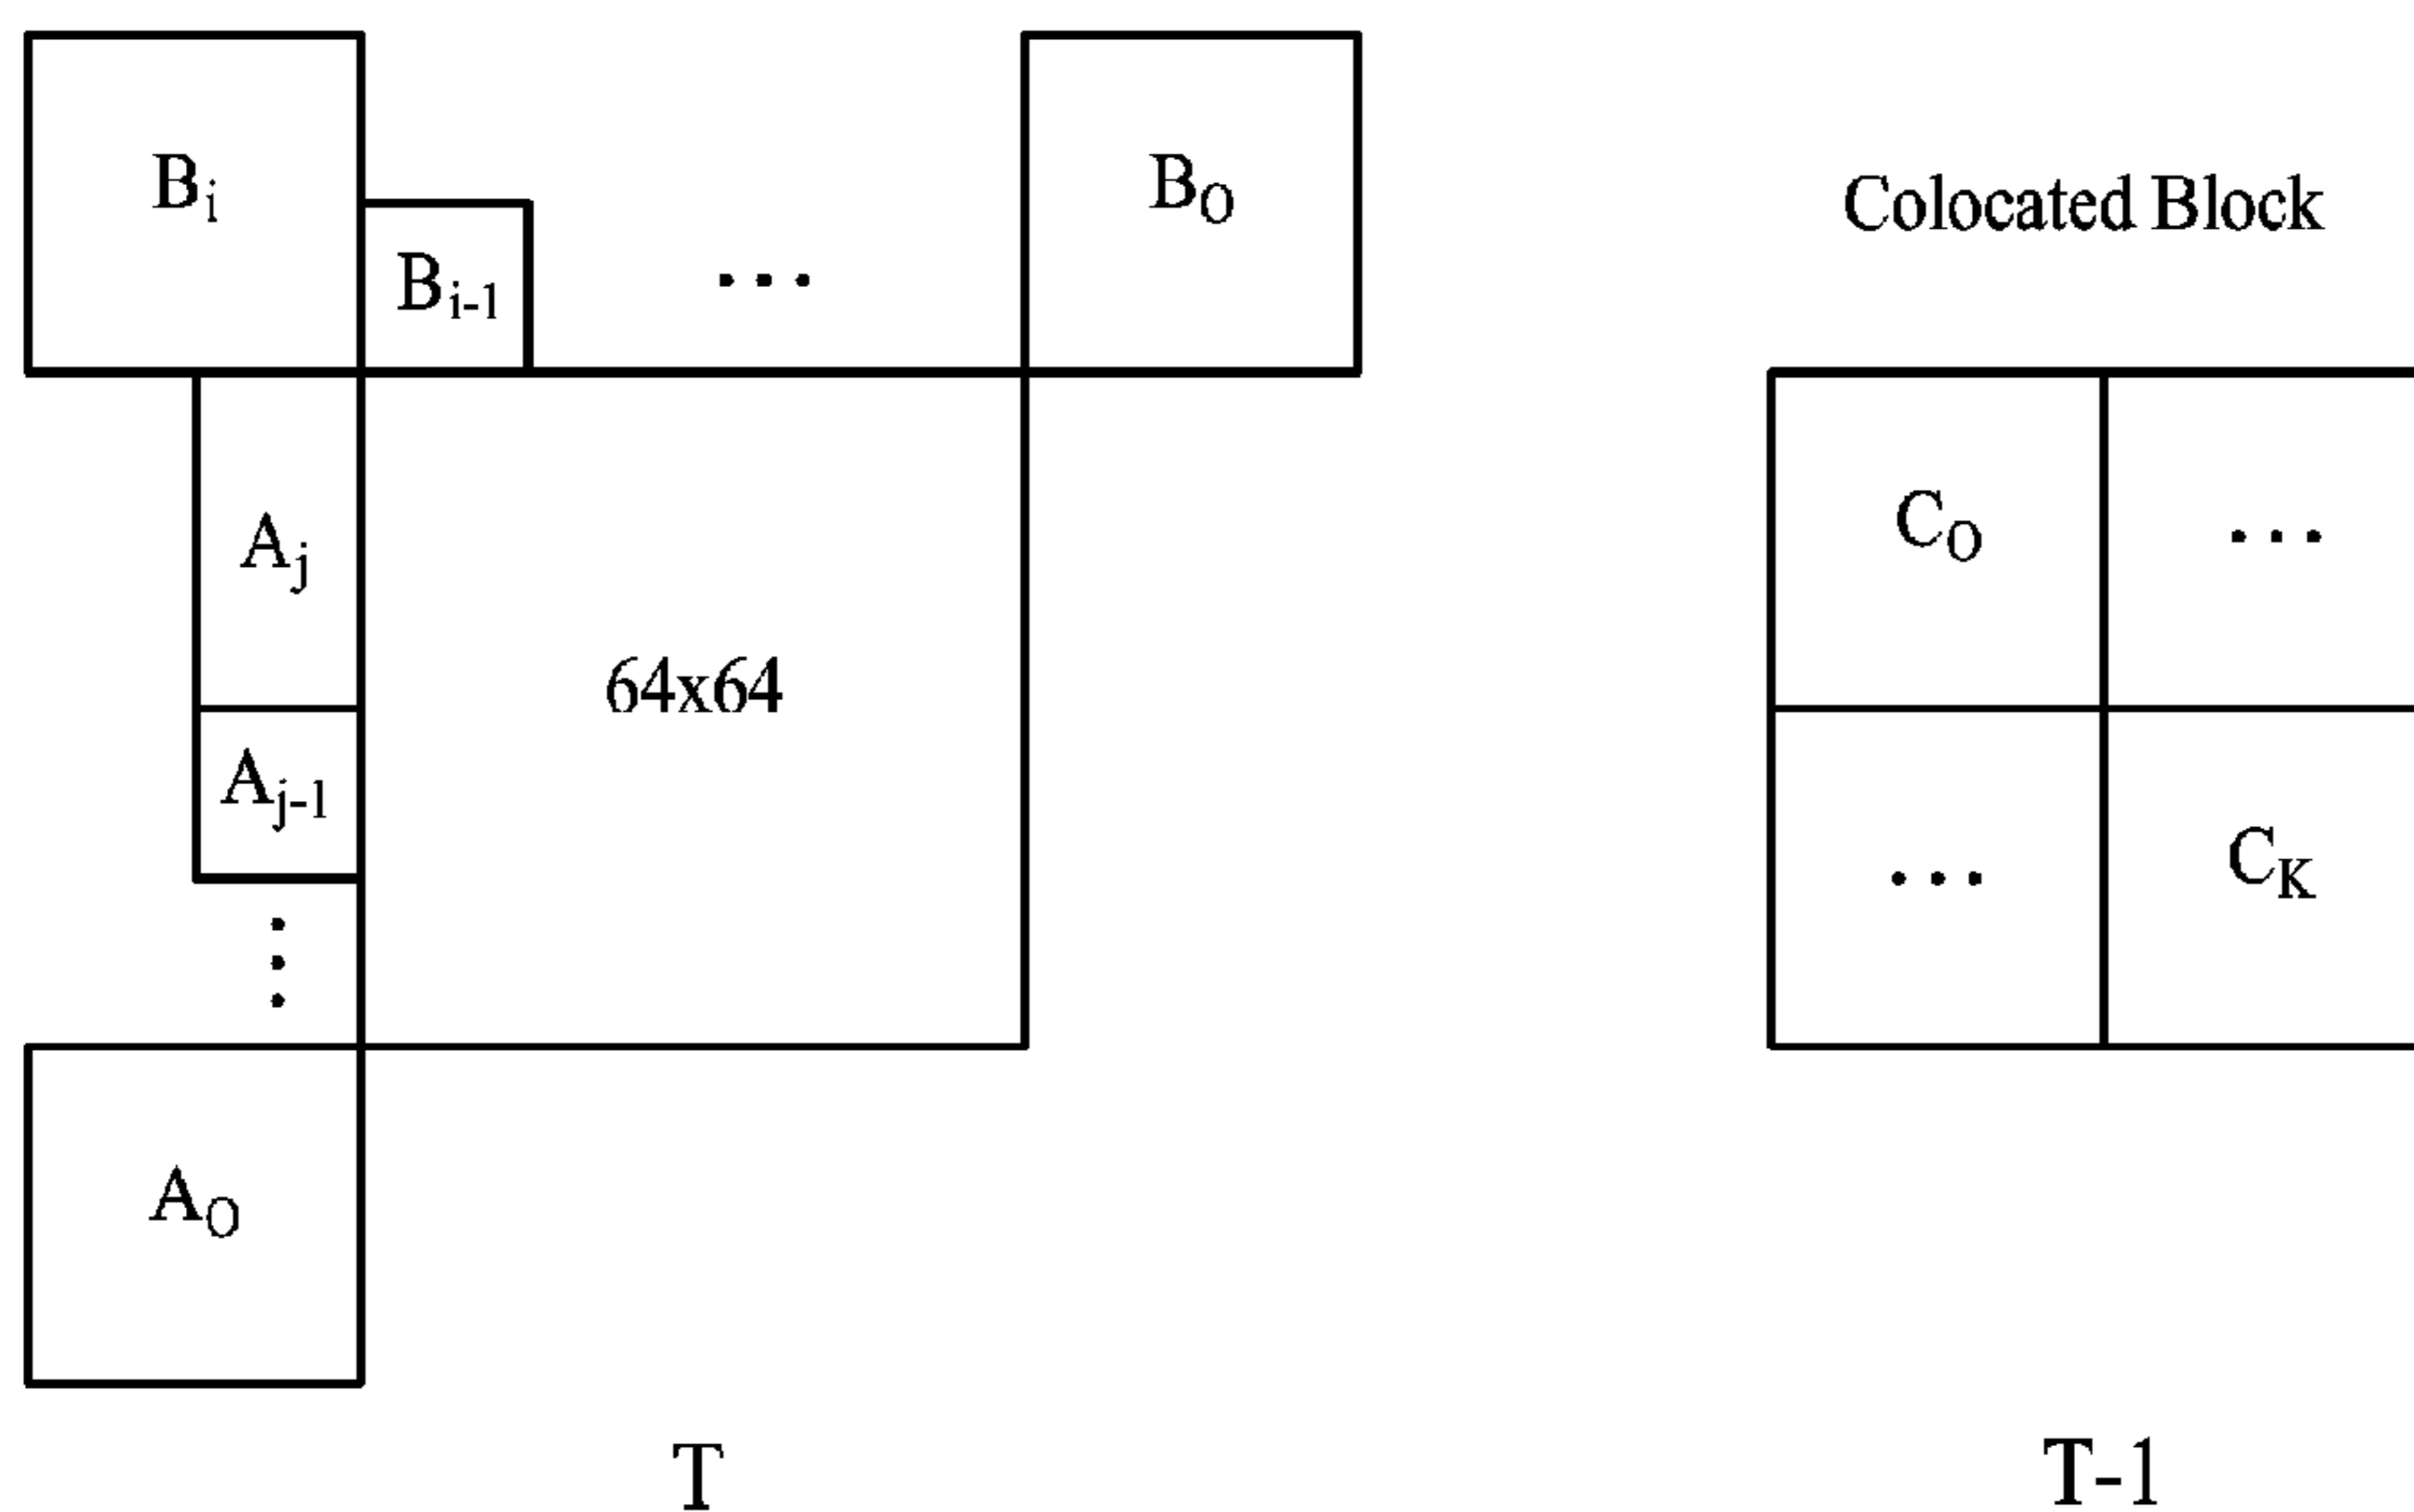 Bi
BO
Colocated Block
Bi-1
...
Aj
CO
...
64x64
Aj-1
...
CK
...
AO
T
T-1